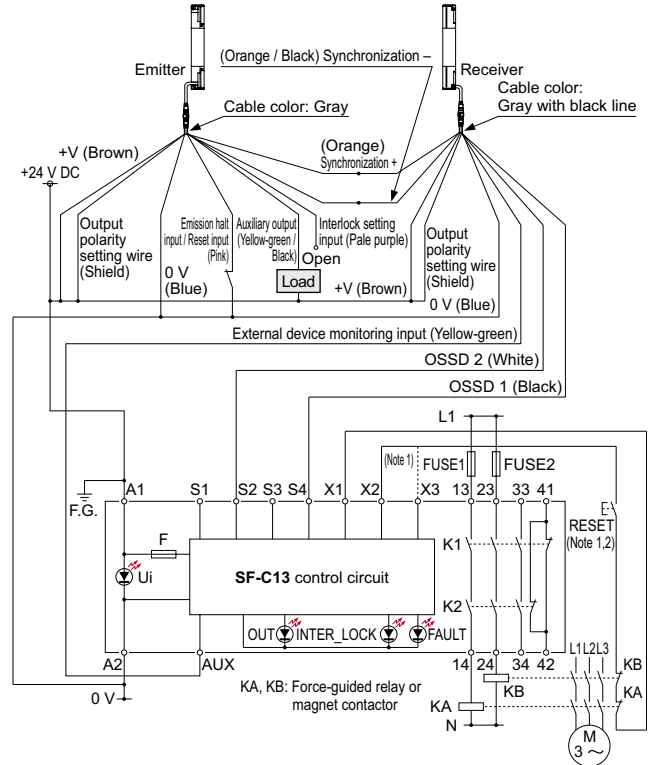 (Orange / Black) Synchronization –
Emitter
Receiver
Cable color: Gray
Cable color:
Gray with black line
+V (Brown)
(Orange)
Synchronization +
+24 V DC
Output
polarity
setting wire
(Shield)
0 V
(Blue)
Emission halt
input / Reset input
(Pink)
Auxiliary output
(Yellow-green /
Black)
Load
Interlock setting
input (Pale purple)
Open
+V (Brown)
Output
polarity
setting wire
(Shield)
0 V (Blue)
External device monitoring input (Yellow-green)
OSSD 2 (White)
OSSD 1 (Black)
L1
(Note 1)
FUSE1
FUSE2
F.G.
A1 S1 S2 S3 S4 X1 X2 X3 13 23 33 41
RESET
(Note 1,2)
F
Ui
SF-C13 control circuit
K1
K2
OUT
INTER_LOCK
FAULT
A2 AUX 14 24 34 42
L1L2L3
0 V
KA, KB: Force-guided relay or
magnet contactor
KB
KB
KA
KA
N
M
3 ~